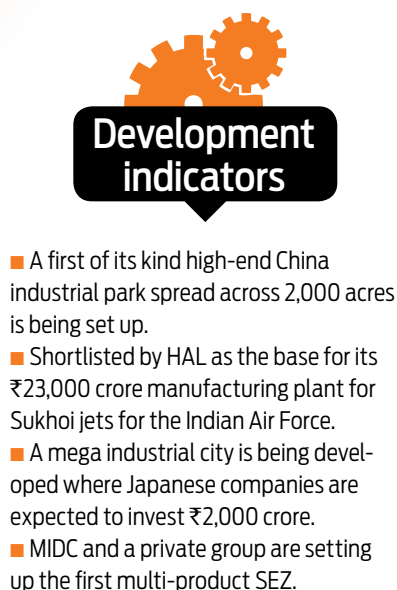 Development
indicators
■ A first of its kind high-end China
industrial park spread across 2,000 acres
is being set up.
■ Shortlisted by HAL as the base for its
₹23,000 crore manufacturing plant for
Sukhoi jets for the Indian Air Force.
■ A mega industrial city is being devel-
oped where Japanese companies are
expected to invest ₹2,000 crore.
■ MIDC and a private group are setting
up the first multi-product SEZ.